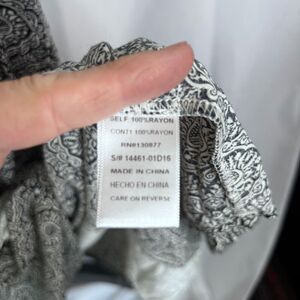 SELF: 100%RAYON
CONT1 100%RAYON
RN#130877
S/# 14461-01D16
MADE IN CHINA
HECHO EN CHINA
CARE ON REVERSE